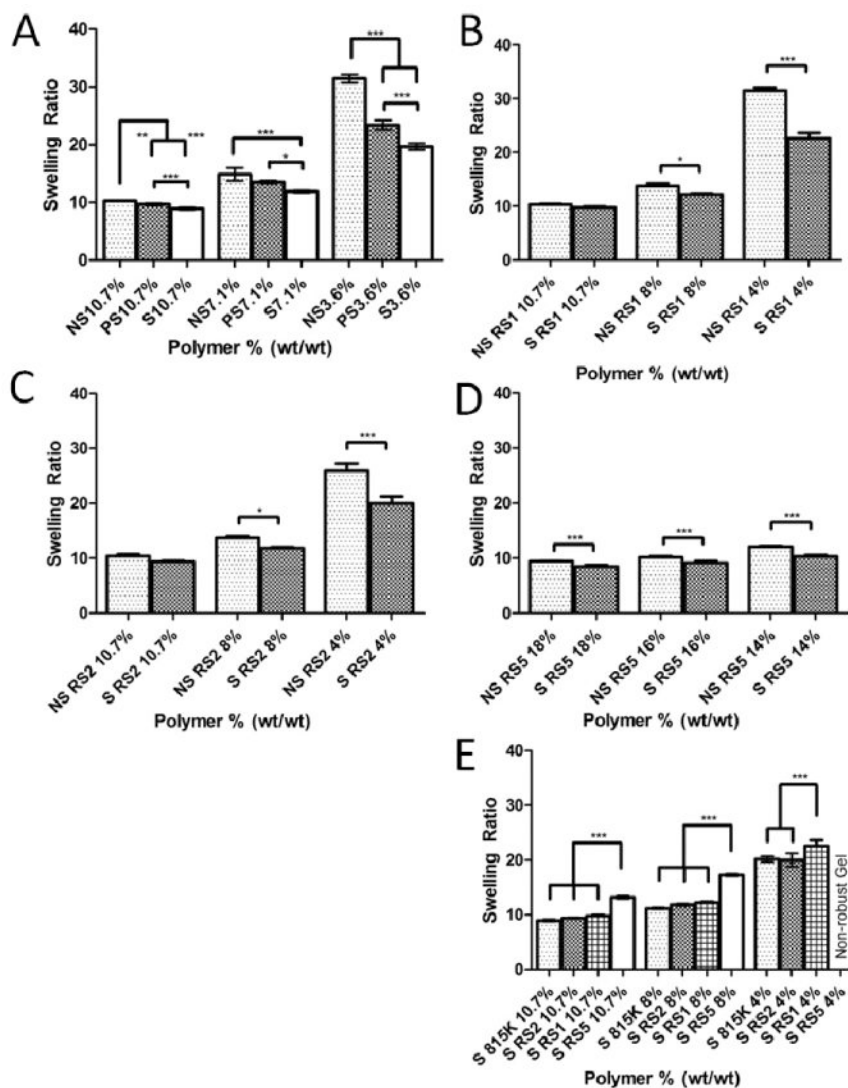 A
40
30
20
10
0
Swelling Ratio
***
***
** ***
***
***
*
NS10.7%
PS10.7%
S10.7%
NS7.1%
PS7.1%
S7.1%
NS3.6%
PS3.6%
S3.6%
Polymer % (wt/wt)
B
40
30
20
10
0
Swelling Ratio
***
*
NS RS1 10.7%
S RS1 10.7%
NS RS1 8%
S RS1 8%
NS RS1 4%
S RS1 4%
Polymer % (wt/wt)
C
40
30
20
10
0
Swelling Ratio
***
*
NS RS2 10.7%
S RS2 10.7%
NS RS2 8%
S RS2 8%
NS RS2 4%
S RS2 4%
Polymer % (wt/wt)
D
40
30
20
10
0
Swelling Ratio
***
***
***
NS RS5 18%
S RS5 18%
NS RS5 16%
S RS5 16%
NS RS5 14%
S RS5 14%
Polymer % (wt/wt)
E
40
30
20
10
0
Swelling Ratio
***
***
***
Non-robust Gel
S 815K 10.7%
S RS2 10.7%
S RS1 10.7%
S RS5 10.7%
S 815K 8%
S RS2 8%
S RS1 8%
S RS5 8%
S 815K 4%
S RS2 4%
S RS1 4%
S RS5 4%
Polymer % (wt/wt)